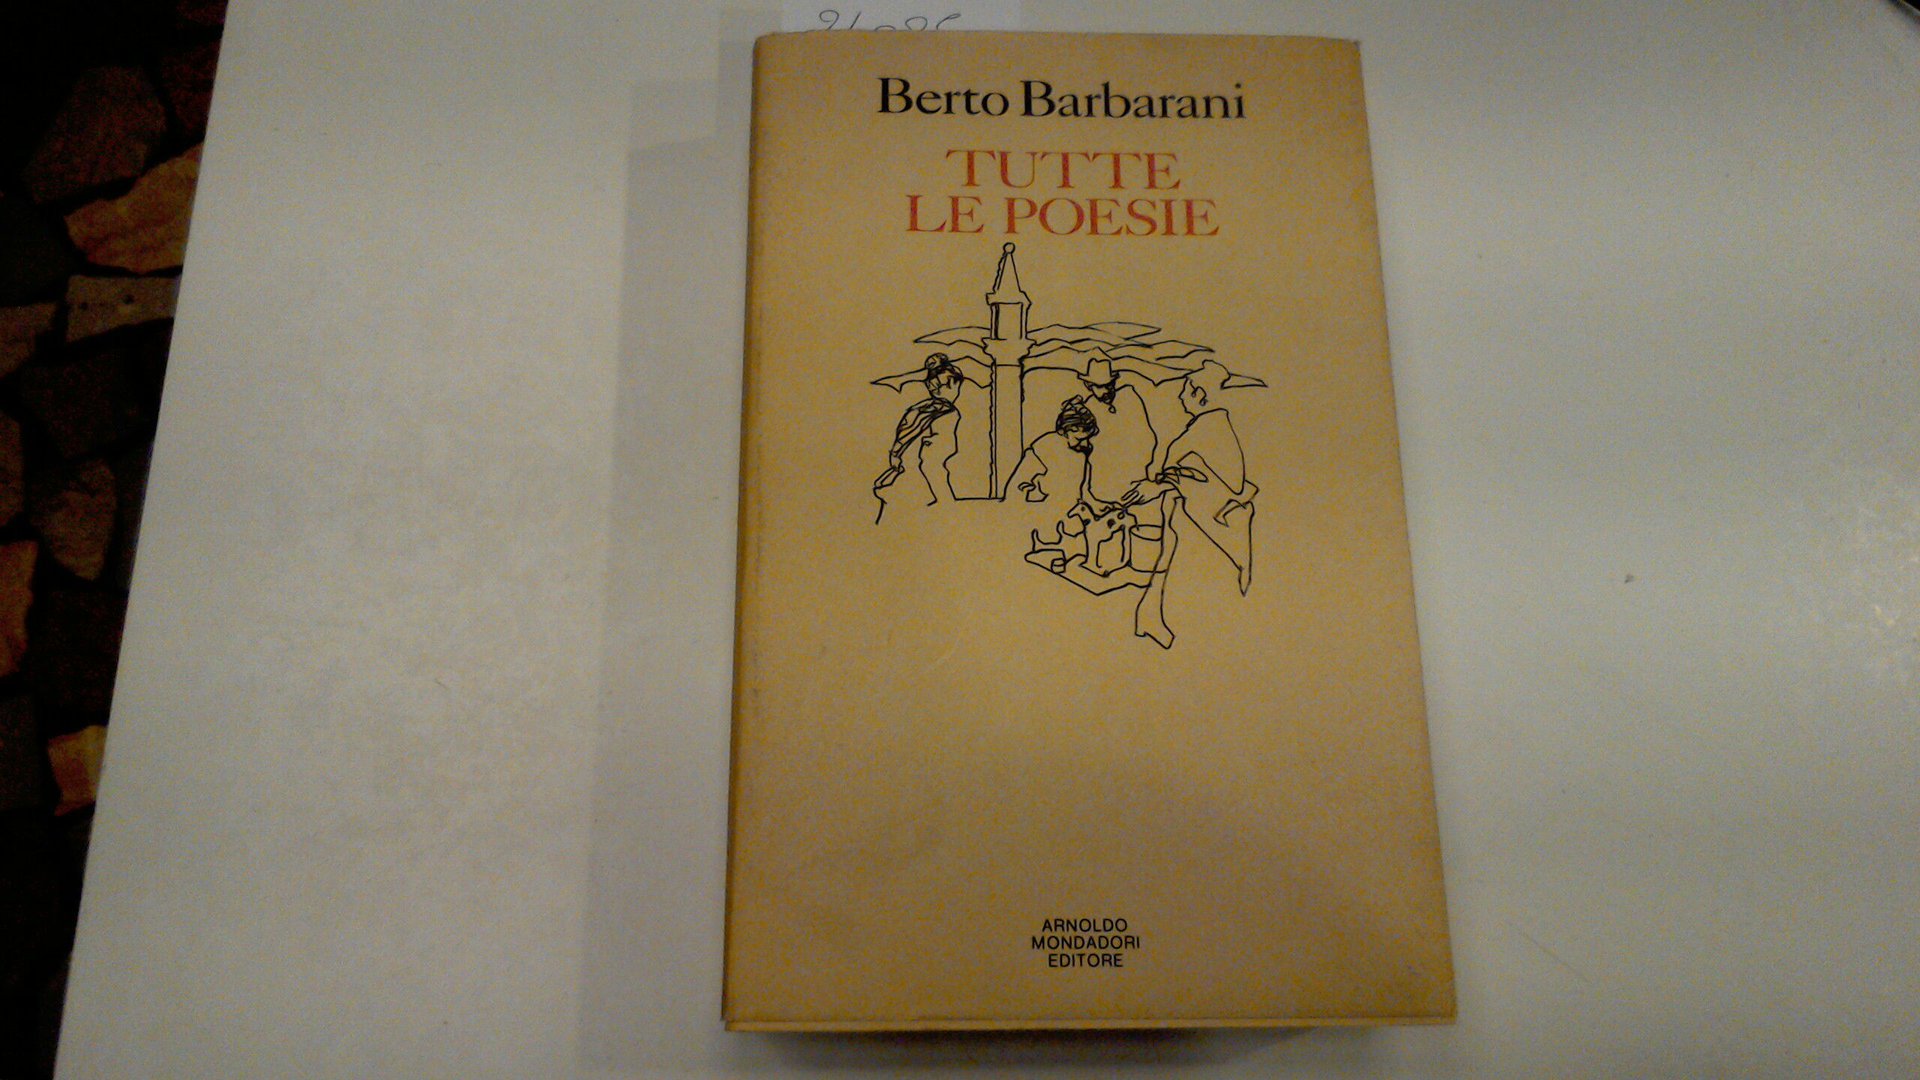 Berto Barbarani
TUTTE
LE POESIE
ARNOLDO
MONDADORI
EDITORE